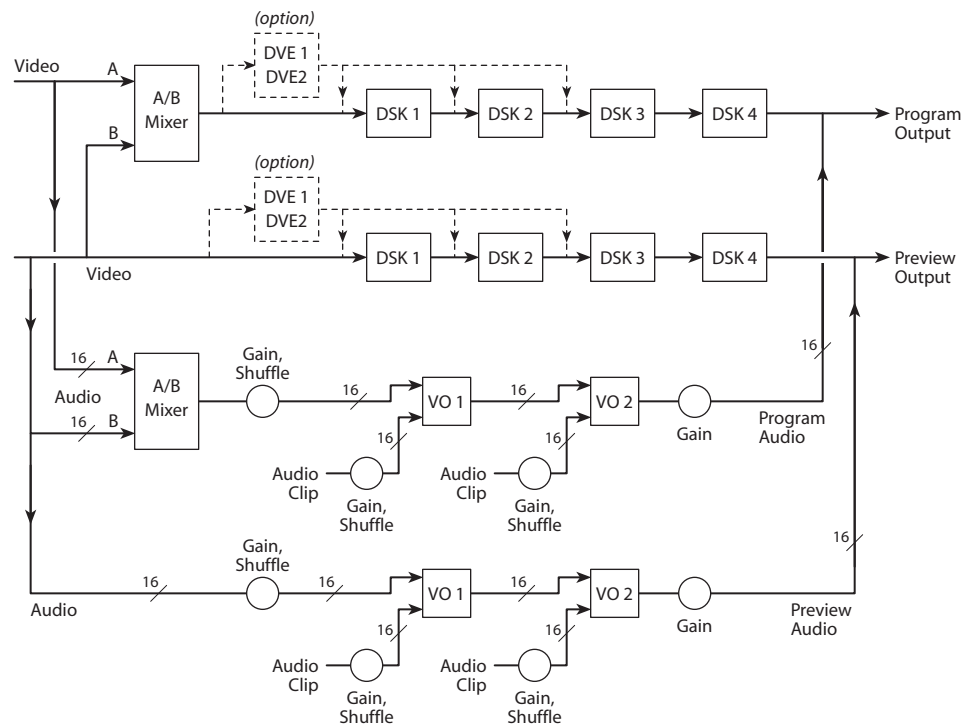 (option)
Video
A
DVE 1
DVE2
A/B
Mixer
DSK 1
DSK 2
DSK 3
DSK 4
Program
Output
B
(option)
DVE 1
DVE2
DSK 1
DSK 2
DSK 3
DSK 4
Preview
Output
Video
16
A
Audio
16
B
A/B
Mixer
Gain,
Shuffle
16
VO 1
16
VO 2
Gain
16
Program
Audio
16
Audio
Clip
Gain,
Shuffle
16
Audio
Clip
Gain,
Shuffle
Audio
16
Gain,
Shuffle
16
VO 1
16
VO 2
Gain
16
Preview
Audio
16
Audio
Clip
Gain,
Shuffle
16
Audio
Clip
Gain,
Shuffle